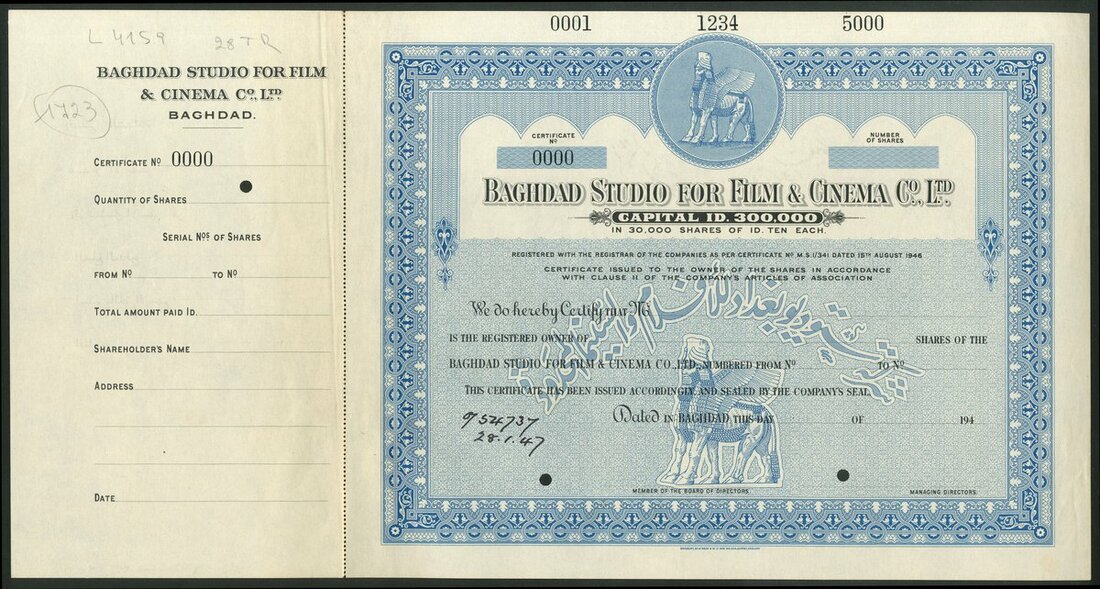 L 4159 28 TR
1723
BAGHDAD STUDIO FOR FILM
& CINEMA Co., LTD.
BAGHDAD.
CERTIFICATE No 0000
QUANTITY OF SHARES
SERIAL Nos OF SHARES
FROM No TO No
TOTAL AMOUNT PAID ID.
SHAREHOLDER'S NAME
ADDRESS
DATE
0001 1234 5000
CERTIFICATE
No
0000
NUMBER
OF SHARES
BAGHDAD STUDIO FOR FILM & CINEMA Co., LTD.
CAPITAL ID. 300,000
IN 30,000 SHARES OF ID. TEN EACH.
REGISTERED WITH THE REGISTRAR OF THE COMPANIES AS PER CERTIFICATE No M.S.1/341 DATED 15TH AUGUST 1946
CERTIFICATE ISSUED TO THE OWNER OF THE SHARES IN ACCORDANCE
WITH CLAUSE 11 OF THE COMPANY'S ARTICLES OF ASSOCIATION
We do hereby Certify THAT Mr
IS THE REGISTERED OWNER OF SHARES OF THE
BAGHDAD STUDIO FOR FILM & CINEMA CO., LTD., NUMBERED FROM No TO No
THIS CERTIFICATE HAS BEEN ISSUED ACCORDINGLY, AND SEALED BY THE COMPANY'S SEAL.
Dated IN BAGHDAD THIS DAY OF 194
954737
28.1.47
MEMBER OF THE BOARD OF DIRECTORS. MANAGING DIRECTORS.